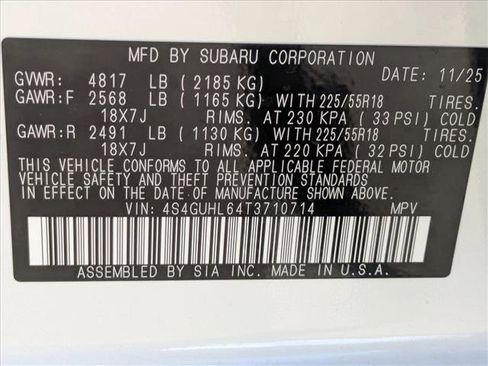 MFD BY SUBARU CORPORATION
GVWR: 4817 LB (2185 KG) DATE: 11/25
GAWR:F 2568 LB (1165 KG) WITH 225/55R18 TIRES.
18X7J RIMS. AT 230 KPA (33 PSI) COLD
GAWR:R 2491 LB (1130 KG) WITH 225/55R18 TIRES.
18X7J RIMS. AT 220 KPA (32 PSI) COLD
THIS VEHICLE CONFORMS TO ALL APPLICABLE FEDERAL MOTOR
VEHICLE SAFETY AND THEFT PREVENTION STANDARDS
IN EFFECT ON THE DATE OF MANUFACTURE SHOWN ABOVE.
VIN: 4S4GUHL64T3710714 MPV
ASSEMBLED BY SIA INC. MADE IN U.S.A.